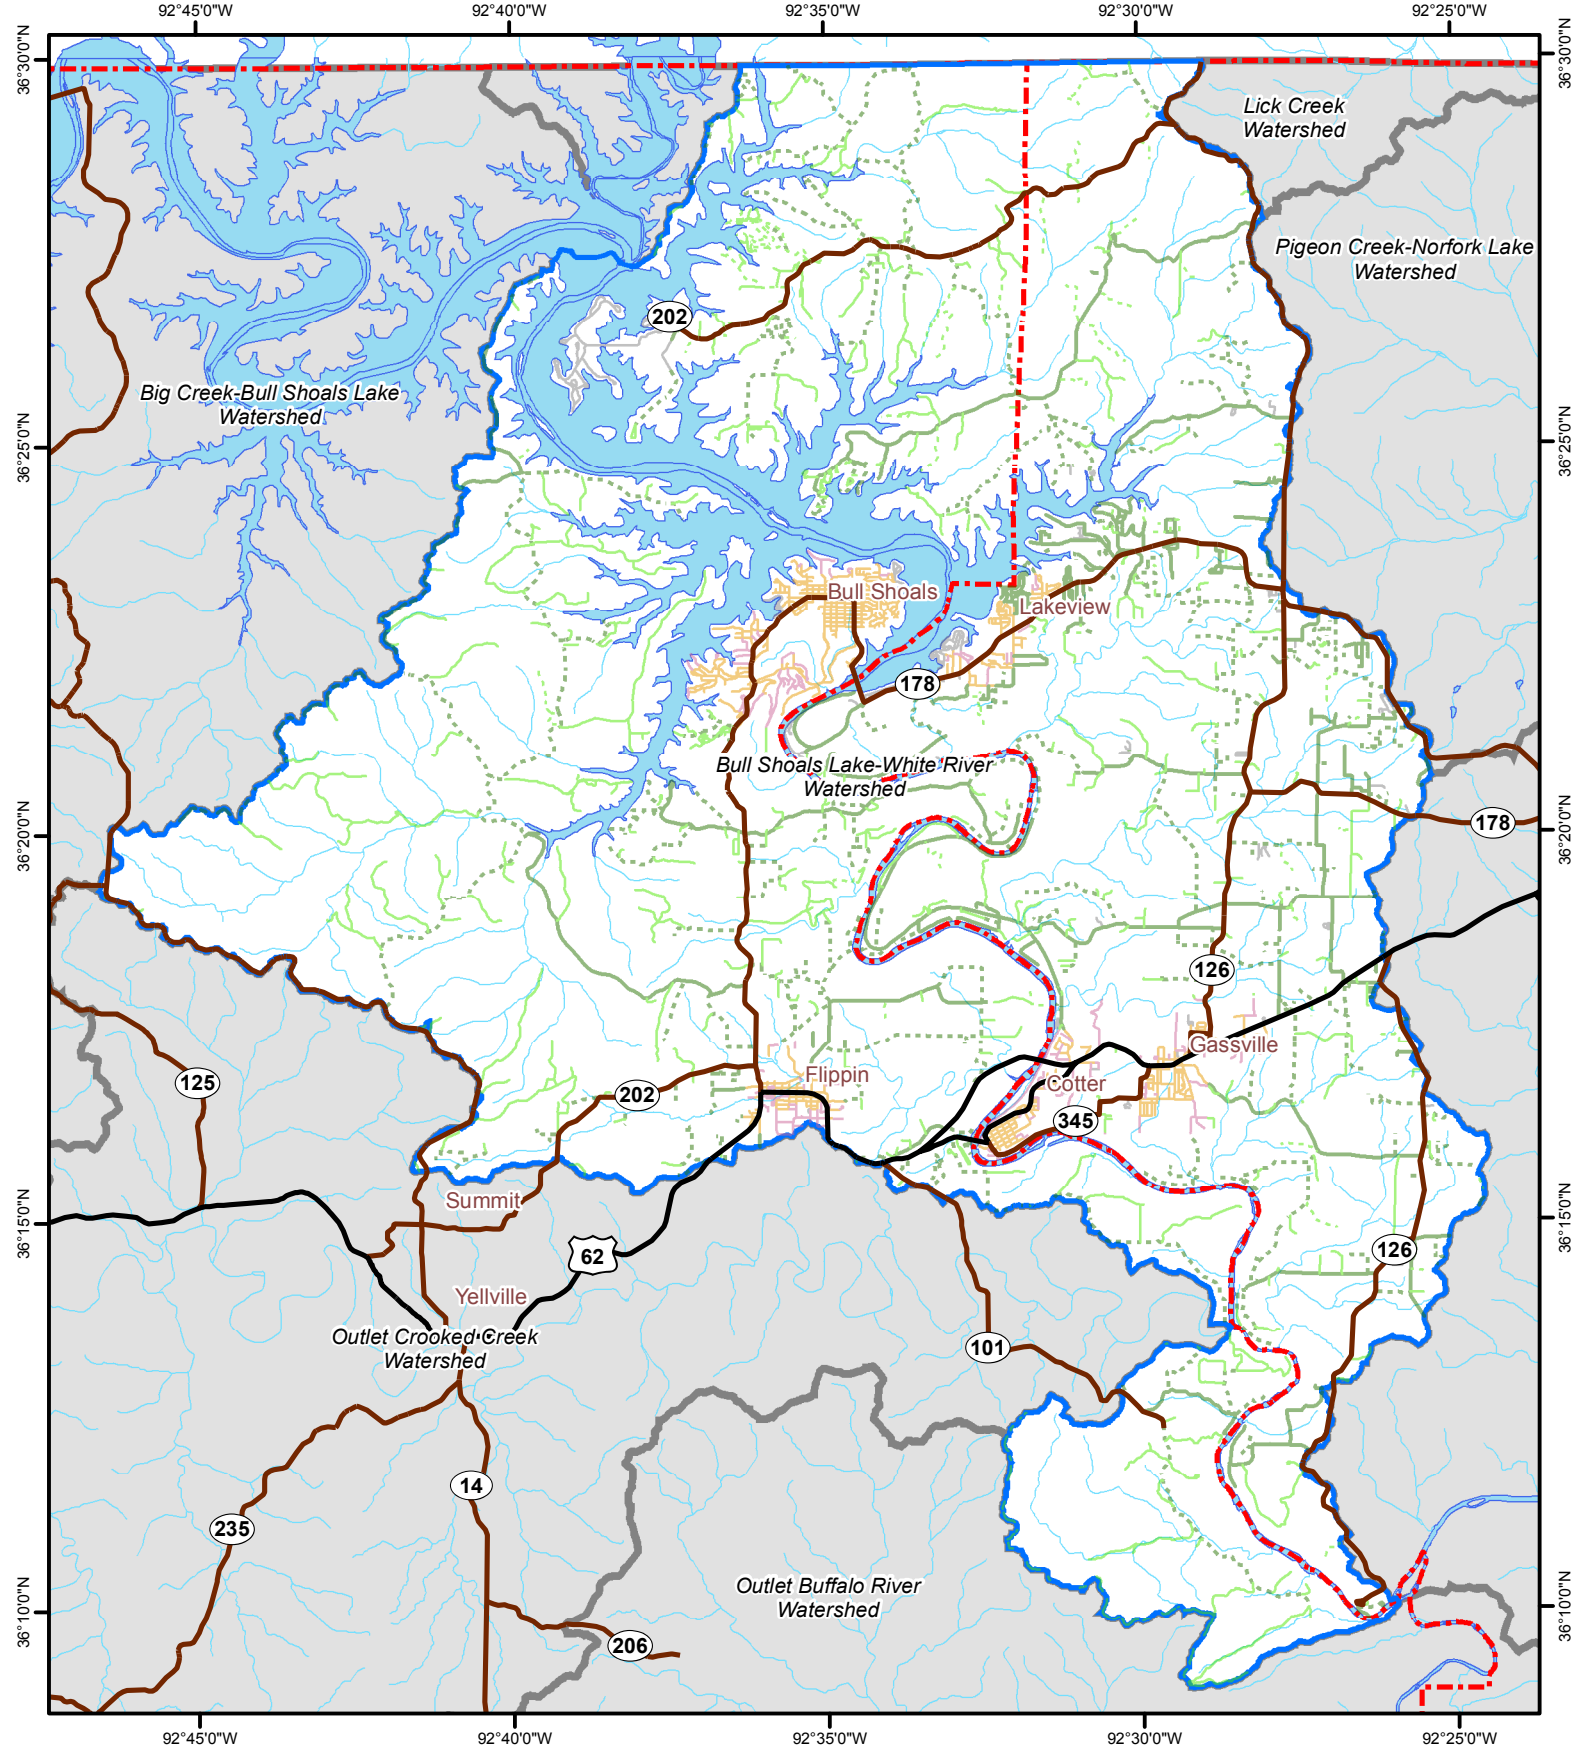 92°45'0"W
92°40'0"W
92°35'0"W
92°30'0"W
92°25'0"W
36°30'0"N
36°30'0"N
Lick Creek
Watershed
Pigeon Creek-Norfork Lake
Watershed
202
Big Creek-Bull Shoals Lake
Watershed
36°25'0"N
36°25'0"N
Bull Shoals
Lakeview
178
Bull Shoals Lake-White River
Watershed
36°20'0"N
36°20'0"N
178
126
Gassville
Flippin
Cotter
125
202
345
Summit
36°15'0"N
36°15'0"N
62
126
Yellville
Outlet Crooked Creek
Watershed
101
14
235
Outlet Buffalo River
Watershed
36°10'0"N
36°10'0"N
206
92°45'0"W
92°40'0"W
92°35'0"W
92°30'0"W
92°25'0"W